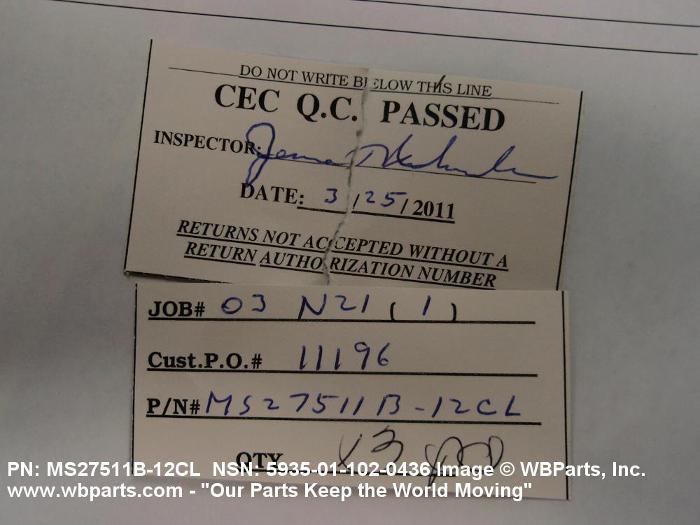 DO NOT WRITE BELOW THIS LINE
CEC Q.C. PASSED
INSPECTOR:
DATE: 3/25/2011
RETURNS NOT ACCEPTED WITHOUT A
RETURN AUTHORIZATION NUMBER
JOB# 03 N21 (1)
Cust.P.O.# 11196
P/N# MS27511B-12CL
QTY
PN: MS27511B-12CL NSN: 5935-01-102-0436 Image © WBParts, Inc.
www.wbparts.com - "Our Parts Keep the World Moving"